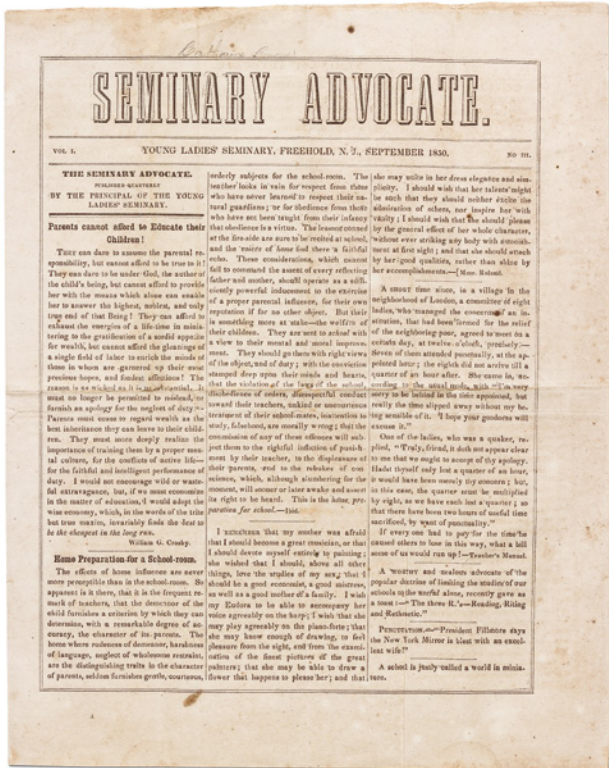 SEMINARY ADVOCATE.
VOL. I.
YOUNG LADIES' SEMINARY, FREEHOLD, N. J., SEPTEMBER 1850.
NO III.
THE SEMINARY ADVOCATE.
PUBLISHED QUARTERLY
BY THE PRINCIPAL OF THE YOUNG
LADIES' SEMINARY.
Parents cannot afford to Educate their
Children!
They can dare to assume the parental re-
sponsibility, but cannot afford to be true to it!
They can dare to be under God, the author of
the child's being, but cannot afford to provide
her with the means which alone can enable
her to answer the highest, noblest, and only
true end of that Being! They can afford to
exhaust the energies of a life-time in minis-
tering to the gratification of a morbid appetite
for wealth, but cannot afford the gleanings of
a single field of labor to enrich the minds of
those in whom are garnered up their most
precious hopes, and fondest affections! The
must no longer be permitted to mislead, or
furnish an apology for the neglect of duty—
Parents must cease to regard wealth as the
best inheritance they can leave to their child-
ren. They must more deeply realize the
importance of training them by a proper men-
tal culture, for the conflicts of active life—
for the faithful and intelligent performance of
duty. I would not encourage wild or waste-
ful extravagance, but, if we must economize
in the matter of education, I would adopt the
wise economy, which, in the words of the trite
but true maxim, invariably finds the best to
be the cheapest in the long run.
William G. Crosby.
Home Preparation for a School-room.
The effects of home influence are never
more perceptible than in the school-room. So
apparent is it there, that it is the frequent re-
mark of teachers, that the demeanor of the
child furnishes a criterion by which they can
determine, with a remarkable degree of ac-
curacy, the character of its parents. The
home where rudeness of demeanor, harshness
of language, neglect of wholesome restraint,
are the distinguishing traits in the character
of parents, seldom furnishes gentle, courteous,
orderly subjects for the school-room. The
teacher looks in vain for respect from those
who have never learned to respect their na-
tural guardians; or for obedience from those
who have not been taught from their infancy
that obedience is a virtue. The lessons conned
at the fire-side are sure to be recited at school,
and the voices of home find there a faithful
echo. These considerations, which cannot
fail to command the assent of every reflecting
father and mother, should operate as a suffi-
ciently powerful inducement to the exercise
of a proper parental influence, for their own
reputation if for no other object. But their
is something more at stake—the welfare of
their children. They are sent to school with
a view to their mental and moral improve-
ment. They should go there with right views
of the object, and of duty; with the conviction
stamped deep upon their minds and hearts,
that the violation of the laws of the school,
disobedience of orders, disrespectful conduct
toward their teachers, unkind or uncourteous
treatment of their school-mates, inattention to
study, falsehood, are morally wrong; that the
commission of any of these offences will sub-
ject them to the rightful infliction of punish-
ment by their teacher, to the displeasure of
their parents, and to the rebukes of con-
science, which, although slumbering for the
moment, will sooner or later awake and assert
its right to be heard. This is the home pre-
paration for school.—Ibid.
I that my mother was afraid
that I should become a great musician, or that
I should devote myself entirely to painting;
she wished that I should, above all other
things, love the studies of my sex; that I
should be a good economist, a good mistress,
as well as a good mother of a family. I wish
my Eudora to be able to accompany her
voice agreeably on the harp; I wish that she
may play agreeably on the piano-forte; that
she may know enough of drawing, to feel
pleasure from the sight, and from the exami-
nation of the finest pictures of the great
painters; that she may be able to draw a
flower that happens to please her; and that
she may unite in her dress elegance and sim-
plicity. I should wish that her talents might
be such that they should neither excite the
admiration of others, nor inspire her with
vanity; I should wish that she should please
by the general effect of her whole character,
without ever striking any body with astonish-
ment at first sight; and that she should attach
by her good qualities, rather than shine by
her accomplishments.—[Mme. Roland.
A SHORT time since, in a village in the
neighborhood of London, a committee of eight
ladies, who managed the concerns of an in-
stitution, that had been formed for the relief
of the neighboring poor, agreed to meet on a
certain day, at twelve o'clock, precisely:—
Seven of them attended punctually, at the ap-
pointed hour; the eighth did not arrive till a
quarter of an hour after. She came in, ac-
cording to the usual mode, with "I'm very
sorry to be behind in the time appointed, but
really the time slipped away without my be-
ing sensible of it. I hope your goodness will
excuse it."
One of the ladies, who was a quaker, re-
plied, "Truly, friend, it doth not appear clear
to me that we ought to accept of thy apology.
Hadst thyself only lost a quarter of an hour,
it would have been merely thy concern; but,
in this case, the quarter must be multiplied
by eight, as we have each lost a quarter; so
that there have been two hours of useful time
sacrificed, by want of punctuality."
If every one had to pay for the time he
caused others to lose in this way, what a bill
some of us would run up!—Teacher's Manuel.
A WORTHY and zealous advocate of the
popular doctrine of limiting the studies of our
schools to the useful alone, recently gave as
a toast:—"The three R.'s—Reading, Riting
and Rethmetic."
PUNCTUATION.—"President Fillmore says
the New York Mirror is blest with an excel-
lent wife!"
A school is justly called a world in minia-
ture.